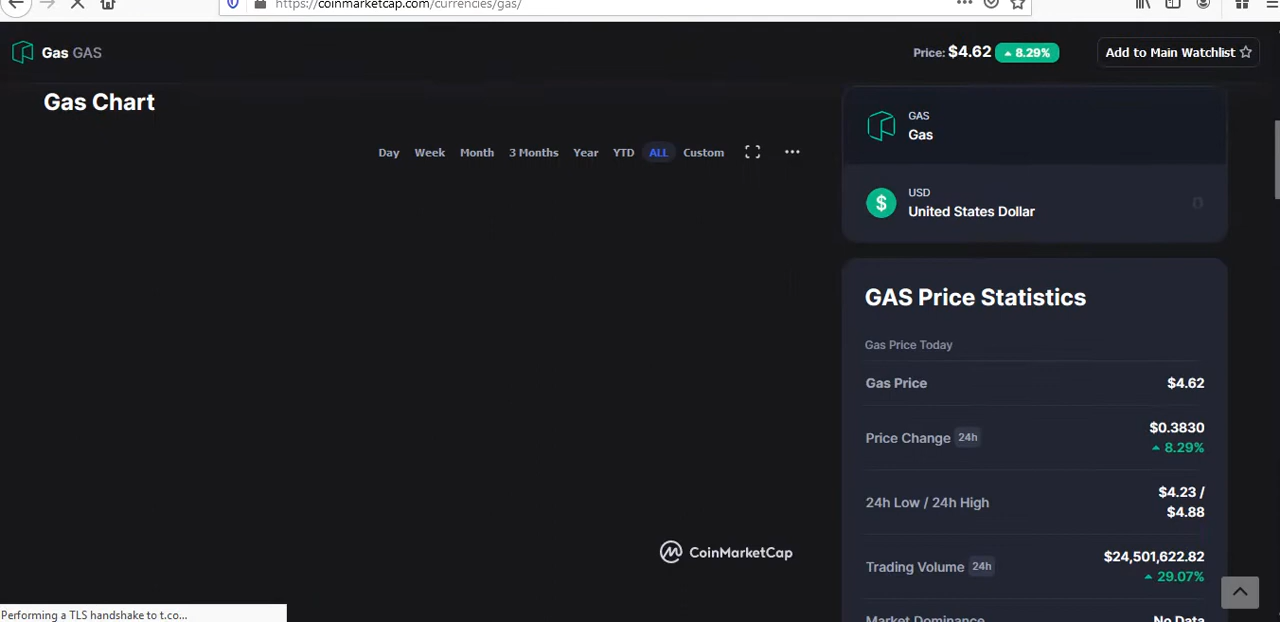 https://coinmarketcap.com/currencies/gas/
Gas GAS
Price: $4.62 8.29%
Add to Main Watchlist
Gas Chart
Day Week Month 3 Months Year YTD ALL Custom
GAS
Gas
USD
United States Dollar
0
GAS Price Statistics
Gas Price Today
Gas Price $4.62
Price Change 24h $0.3830
8.29%
24h Low / 24h High $4.23 /
$4.88
Trading Volume 24h $24,501,622.82
29.07%
Market Dominance No Data
CoinMarketCap
Performing a TLS handshake to t.co...